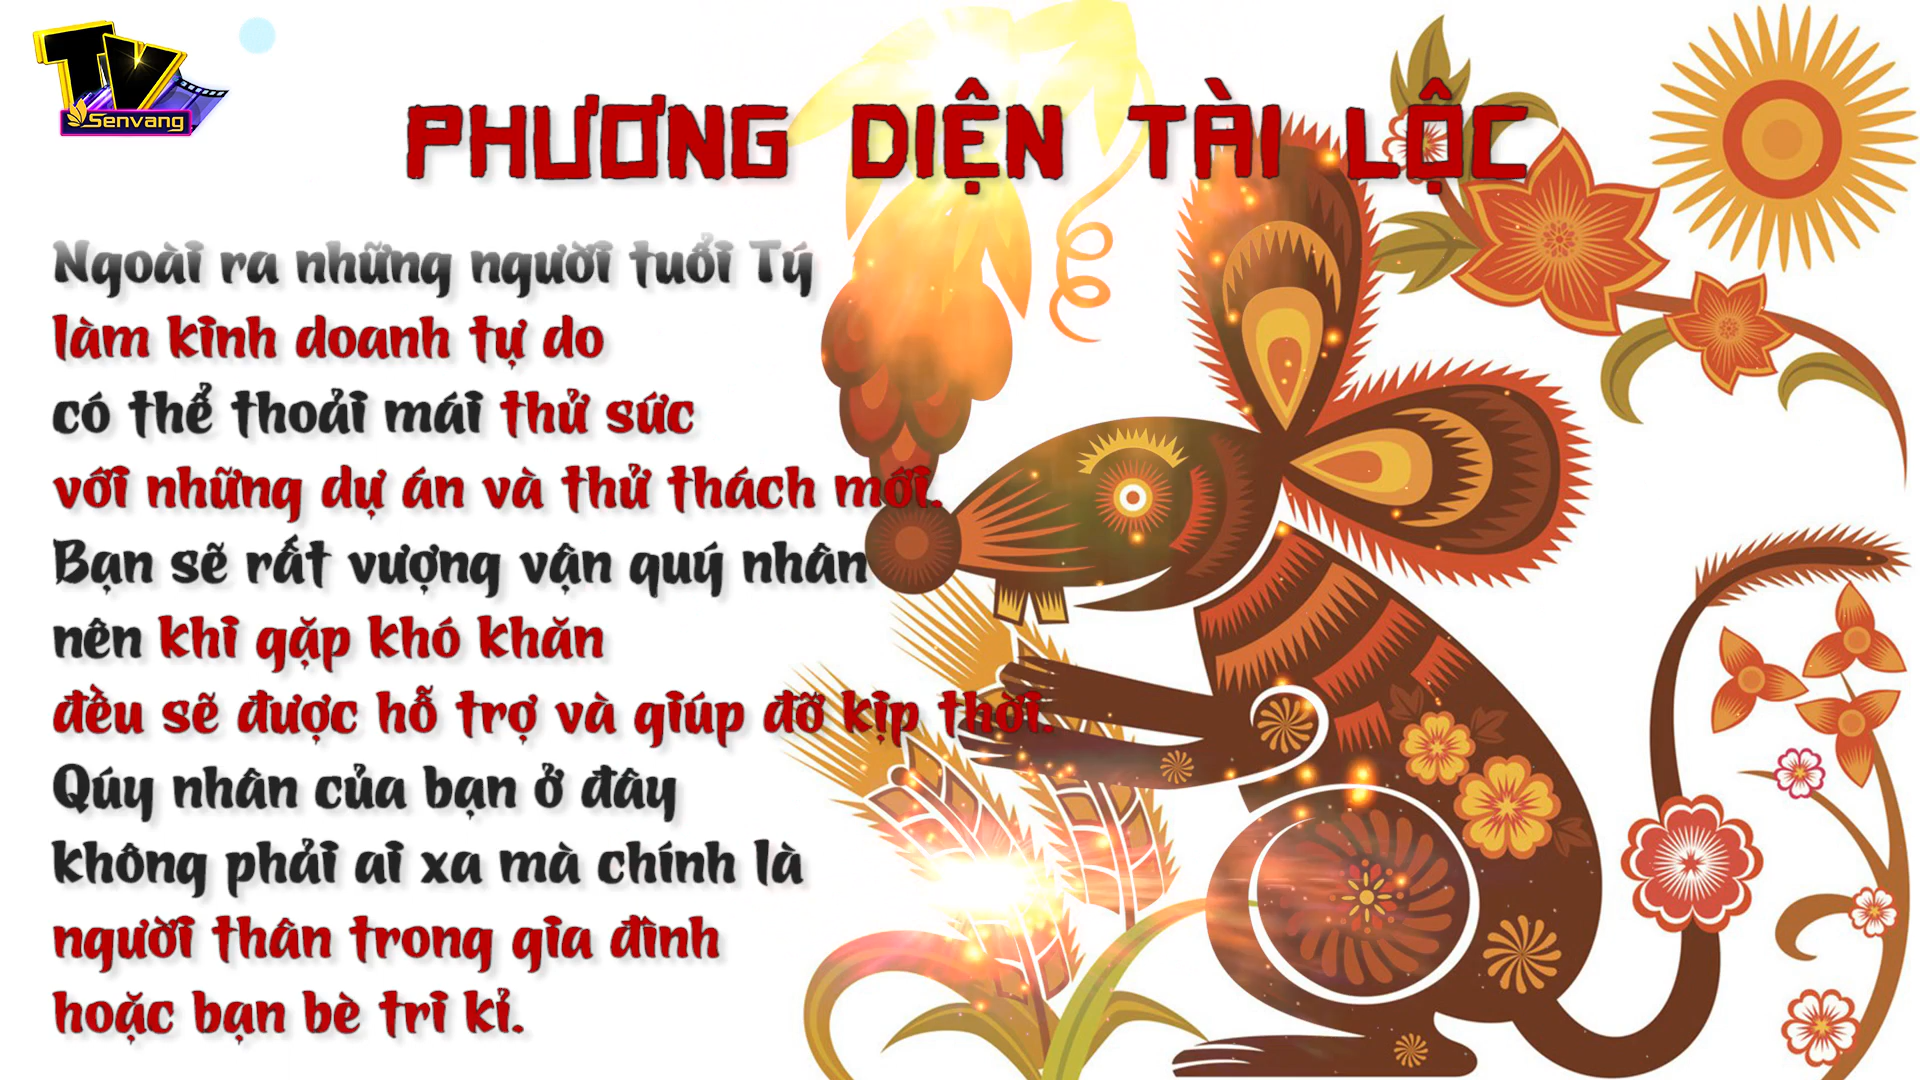 TV
Senvang
PHƯƠNG DIỆN TÀI LỘC
Ngoài ra những người tuổi Tý
làm kinh doanh tự do
có thể thoải mái thử sức
với những dự án và thử thách mới.
Bạn sẽ rất vượng vận quý nhân
nên khi gặp khó khăn
đều sẽ được hỗ trợ và giúp đỡ kịp thời.
Qúy nhân của bạn ở đây
không phải ai xa mà chính là
người thân trong gia đình
hoặc bạn bè tri kỉ.